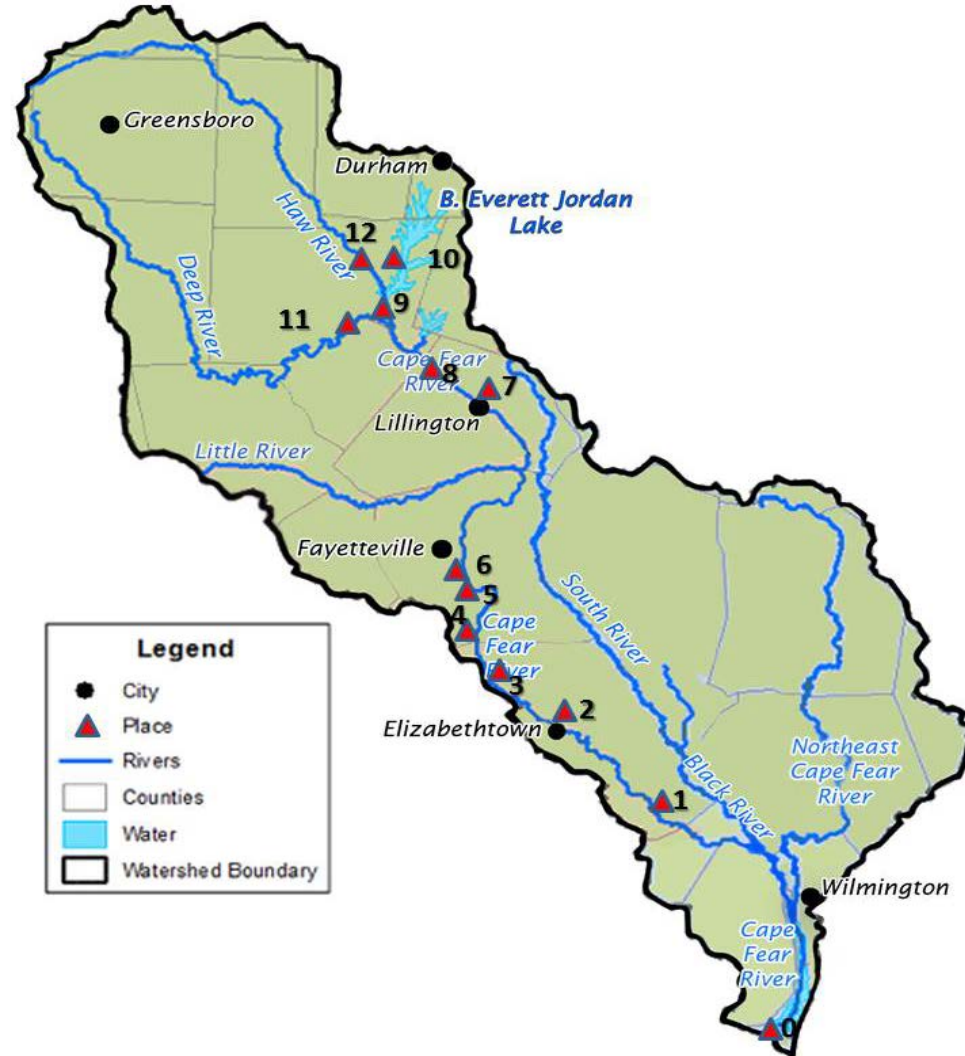 Greensboro
Durham
B. Everett Jordan
Lake
Haw River
12
10
Deep River
9
11
Cape Fear
River
8
7
Lillington
Little River
Fayetteville
6
5
4
Cape
Fear
River
3
South River
2
Elizabethtown
Northeast
Cape Fear
River
Black River
1
Wilmington
Cape
Fear
River
0
Legend
City
Place
Rivers
Counties
Water
Watershed Boundary